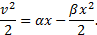 v²/2 = αx − βx²/2.